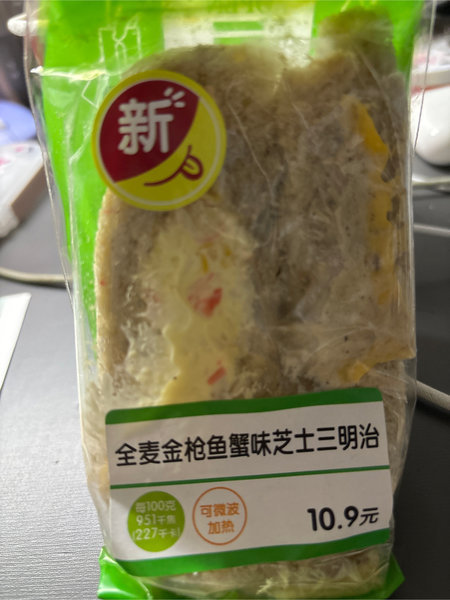 新
全麦金枪鱼蟹味芝士三明治
每100克
951千焦
(227千卡)
可微波
加热
10.9元